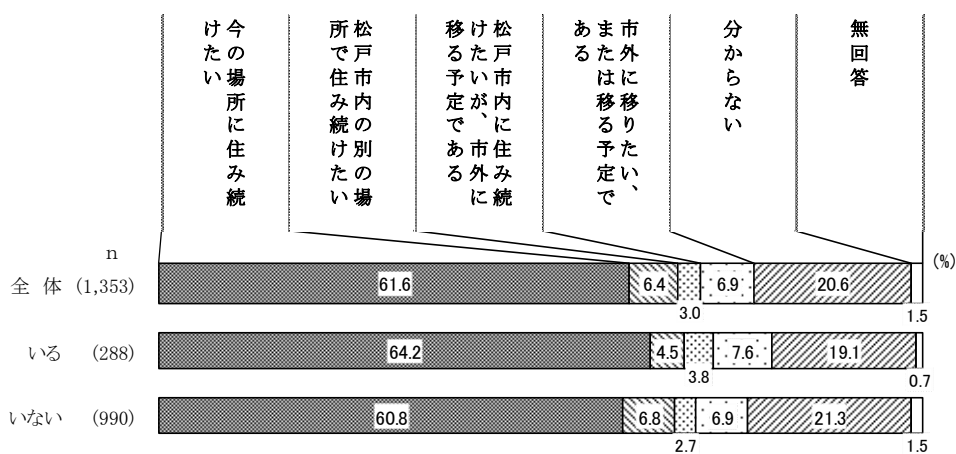 今の場所に住み続
けたい
松戸市内の別の場
所で住み続けたい
松戸市内に住み続
けたいが、市外に
移る予定である
市外に移りたい、
または移る予定で
ある
分からない
無回答
n
(%)
全 体 (1,353)
61.6
6.4
3.0
6.9
20.6
1.5
いる (288)
64.2
4.5
3.8
7.6
19.1
0.7
いない (990)
60.8
6.8
2.7
6.9
21.3
1.5